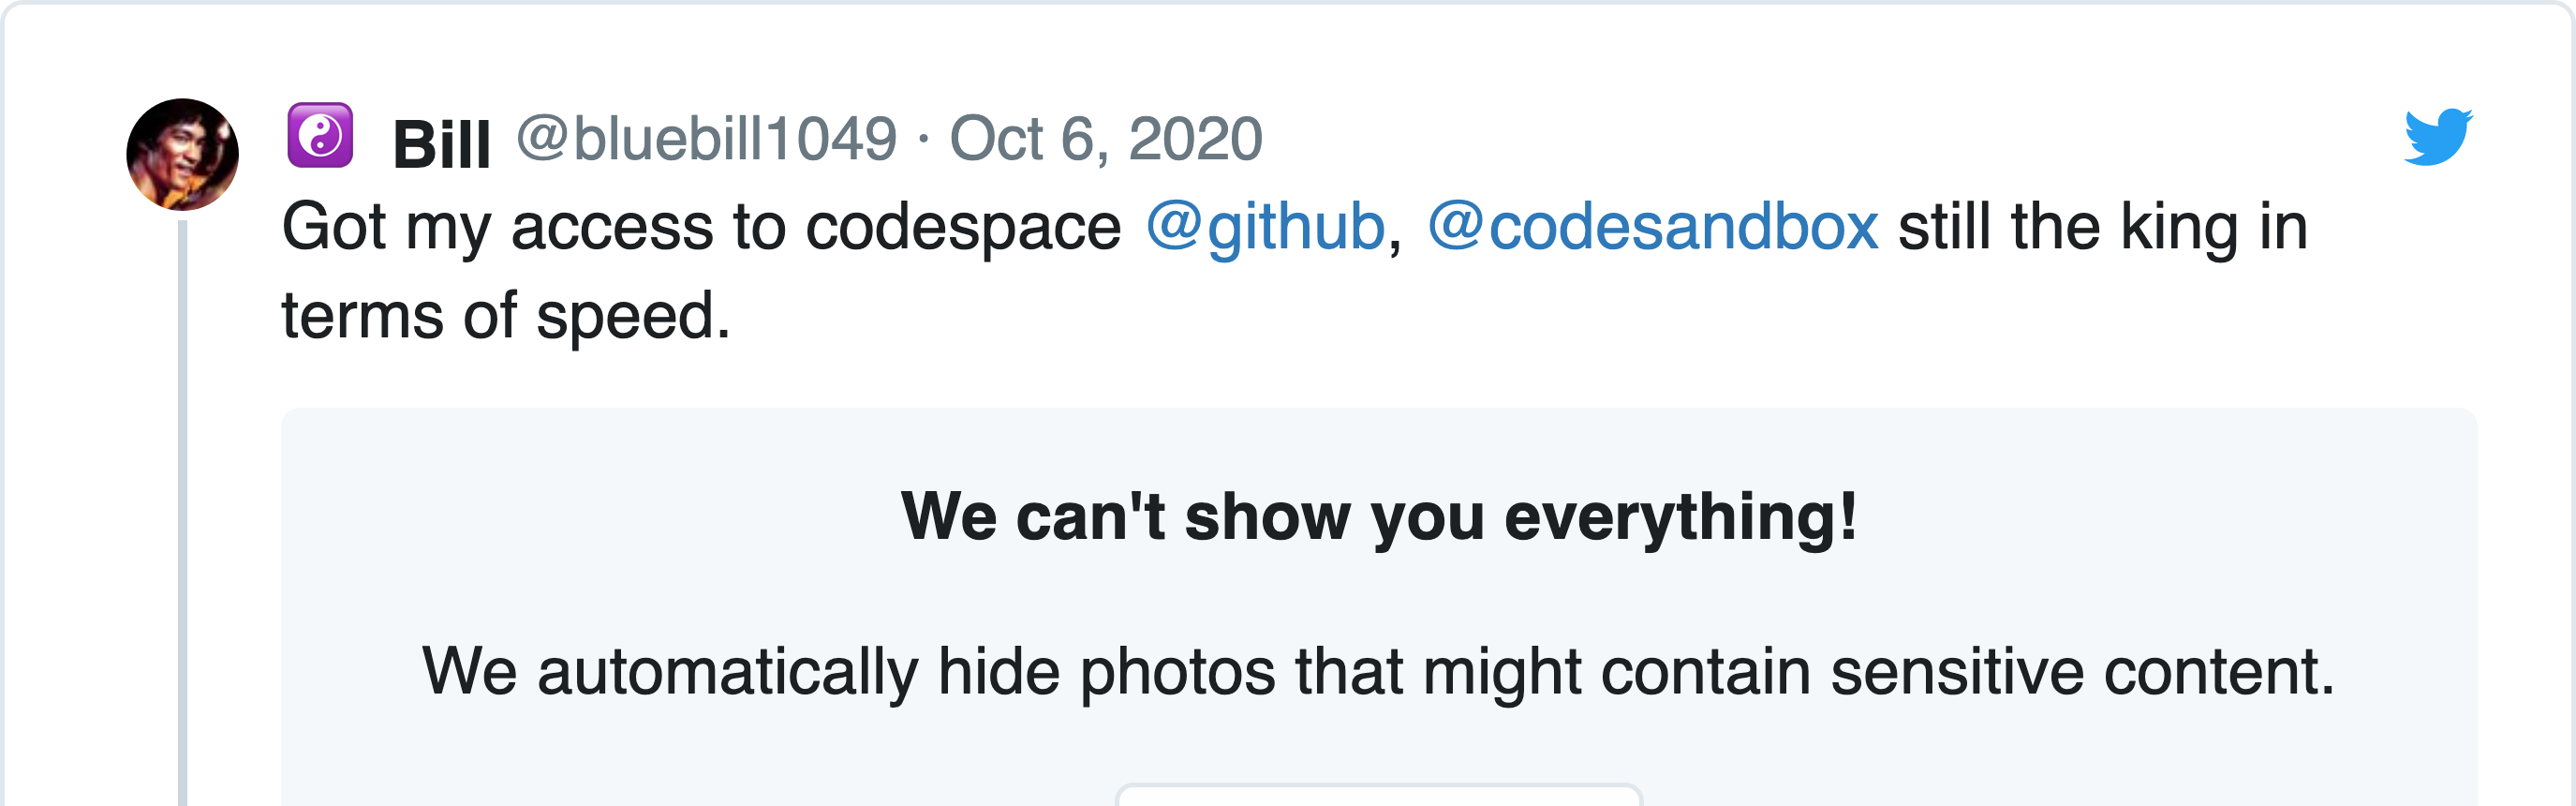 ☯️ Bill @bluebill1049 · Oct 6, 2020
Got my access to codespace @github, @codesandbox still the king in
terms of speed.
We can't show you everything!
We automatically hide photos that might contain sensitive content.